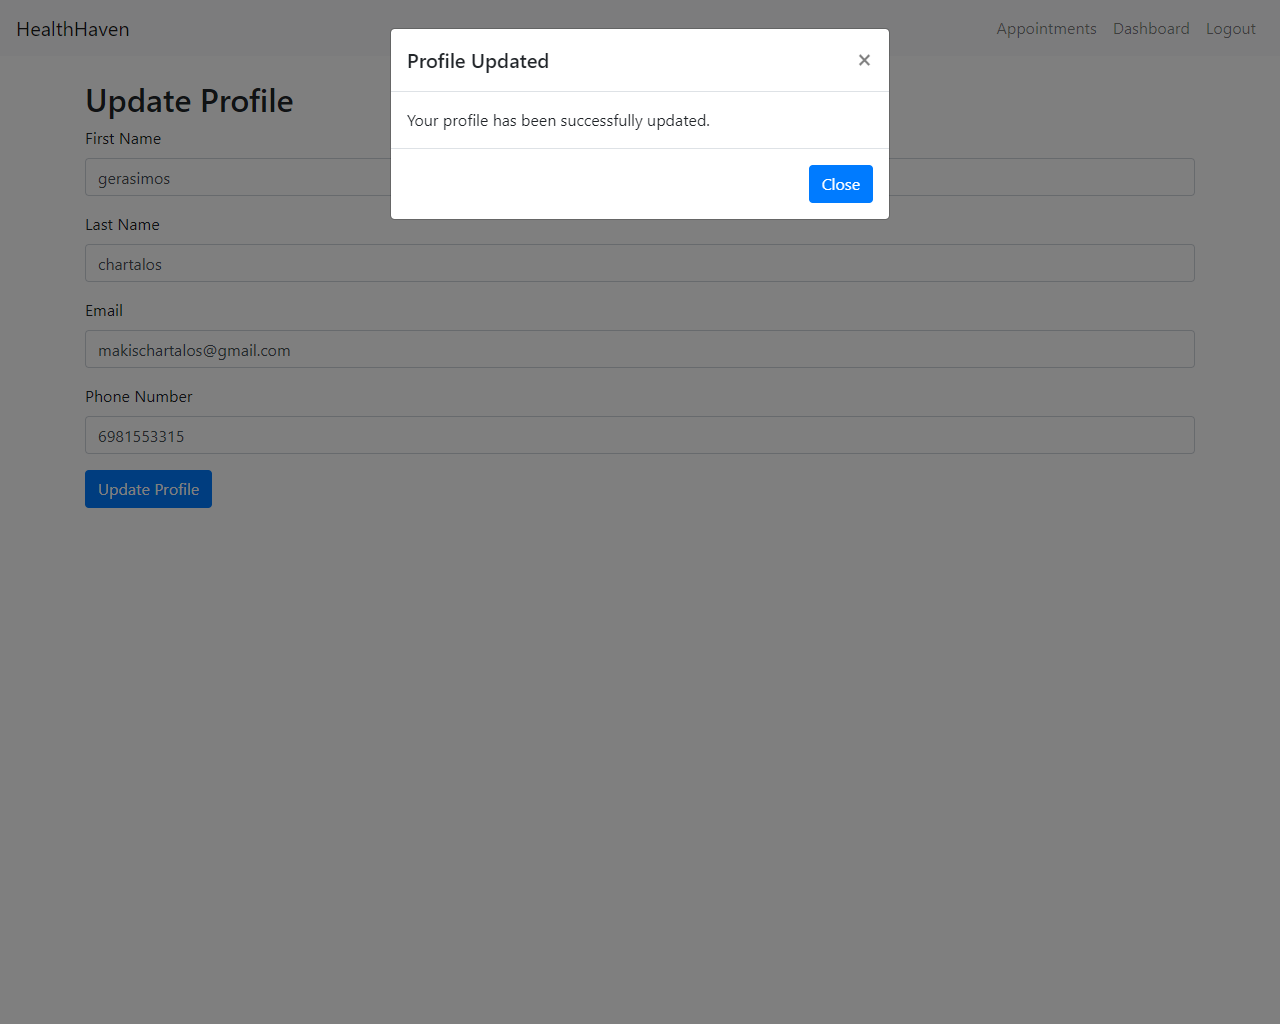 HealthHaven
Appointments Dashboard Logout
Profile Updated ×
Your profile has been successfully updated.
Close
Update Profile
First Name
gerasimos
Last Name
chartalos
Email
makischartalos@gmail.com
Phone Number
6981553315
Update Profile